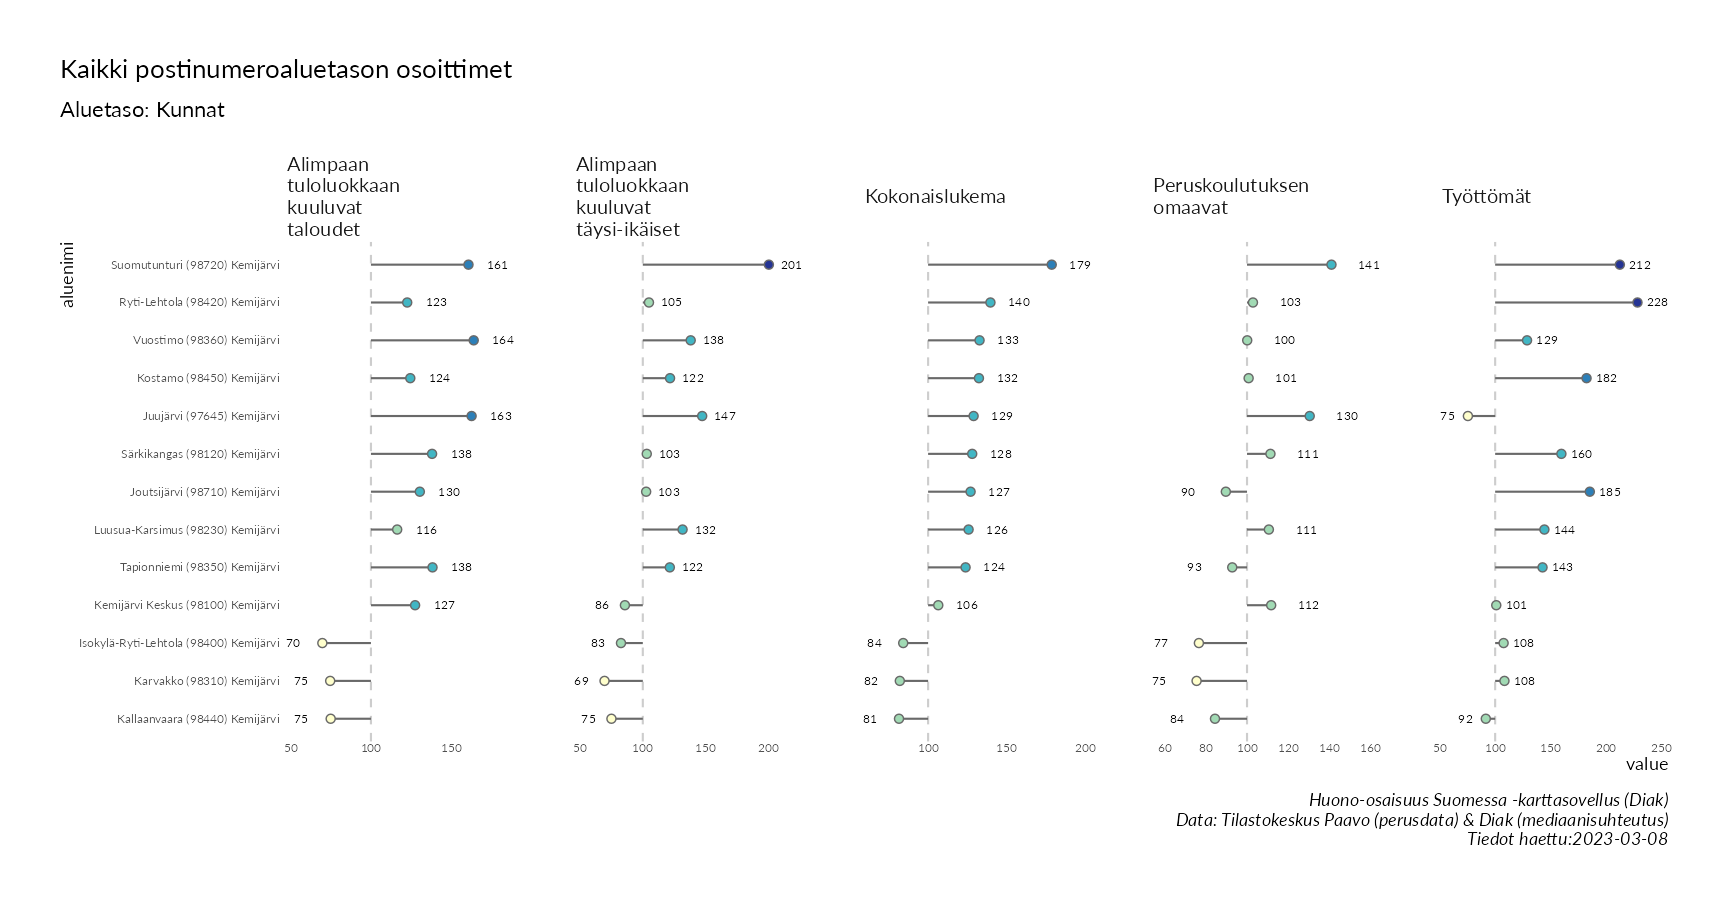 Kaikki postinumeroaluetason osoittimet
Aluetaso: Kunnat
Alimpaan
tuloluokkaan
kuuluvat
taloudet
Alimpaan
tuloluokkaan
kuuluvat
täysi-ikäiset
Kokonaislukema
Peruskoulutuksen
omaavat
Työttömät
aluenimi
Suomutunturi (98720) Kemijärvi 161 201 179 141 212
Ryti-Lehtola (98420) Kemijärvi 123 105 140 103 228
Vuostimo (98360) Kemijärvi 164 138 133 100 129
Kostamo (98450) Kemijärvi 124 122 132 101 182
Juujärvi (97645) Kemijärvi 163 147 129 130 75
Särkikangas (98120) Kemijärvi 138 103 128 111 160
Joutsijärvi (98710) Kemijärvi 130 103 127 90 185
Luusua-Karsimus (98230) Kemijärvi 116 132 126 111 144
Tapionniemi (98350) Kemijärvi 138 122 124 93 143
Kemijärvi Keskus (98100) Kemijärvi 127 86 106 112 101
Isokylä-Ryti-Lehtola (98400) Kemijärvi 70 83 84 77 108
Karvakko (98310) Kemijärvi 75 69 82 75 108
Kallaanvaara (98440) Kemijärvi 75 75 81 84 92
50 100 150 50 100 150 200 100 150 200 60 80 100 120 140 160 50 100 150 200 250
value
Huono-osaisuus Suomessa -karttasovellus (Diak)
Data: Tilastokeskus Paavo (perusdata) & Diak (mediaanisuhteutus)
Tiedot haettu:2023-03-08